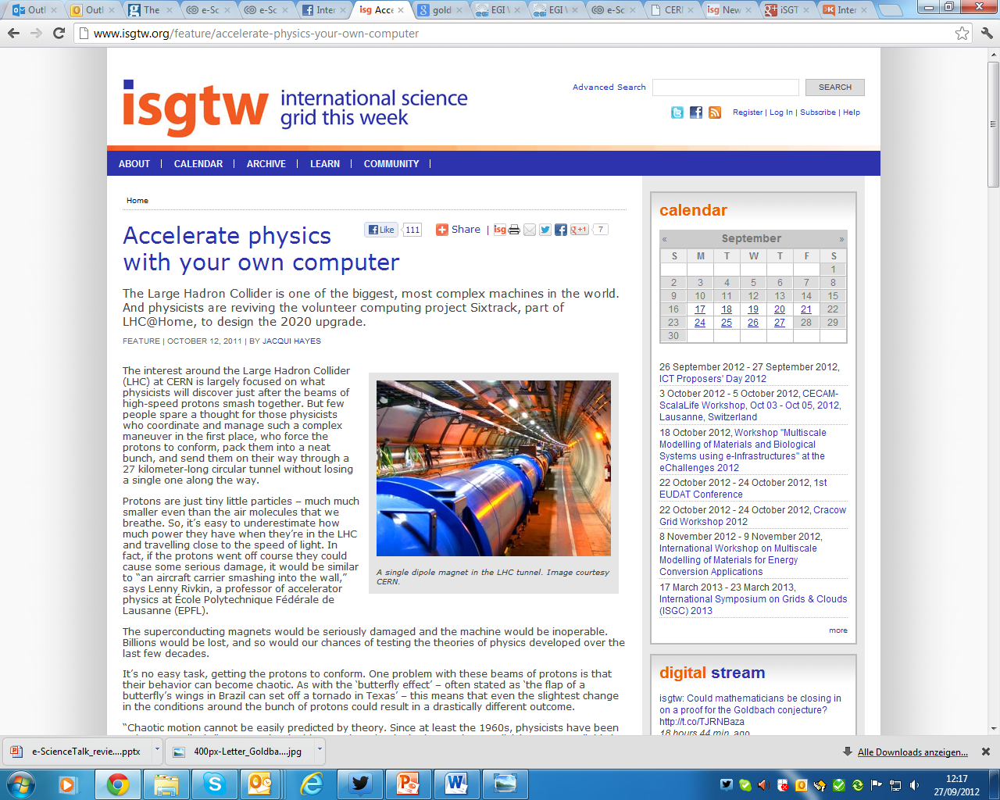 Outl
Outl
The
e-Sc
e-Sc
Inter
isg Acce
gold
EGI
EGI
e-Sc
CERI
isg New
iSGT
Inter
www.isgtw.org/feature/accelerate-physics-your-own-computer
isgtw international science
grid this week
Advanced Search
SEARCH
Register | Log In | Subscribe | Help
ABOUT | CALENDAR | ARCHIVE | LEARN | COMMUNITY |
Home
Accelerate physics
with your own computer
Like 111
Share | isg
+1 7
The Large Hadron Collider is one of the biggest, most complex machines in the world.
And physicists are reviving the volunteer computing project Sixtrack, part of
LHC@Home, to design the 2020 upgrade.
FEATURE | OCTOBER 12, 2011 | BY JACQUI HAYES
The interest around the Large Hadron Collider
(LHC) at CERN is largely focused on what
physicists will discover just after the beams of
high-speed protons smash together. But few
people spare a thought for those physicists
who coordinate and manage such a complex
maneuver in the first place, who force the
protons to conform, pack them into a neat
bunch, and send them on their way through a
27 kilometer-long circular tunnel without losing
a single one along the way.
A single dipole magnet in the LHC tunnel. Image courtesy
CERN.
Protons are just tiny little particles – much much
smaller even than the air molecules that we
breathe. So, it's easy to underestimate how
much power they have when they're in the LHC
and travelling close to the speed of light. In
fact, if the protons went off course they could
cause some serious damage, it would be similar
to “an aircraft carrier smashing into the wall,”
says Lenny Rivkin, a professor of accelerator
physics at École Polytechnique Fédérale de
Lausanne (EPFL).
The superconducting magnets would be seriously damaged and the machine would be inoperable.
Billions would be lost, and so would our chances of testing the theories of physics developed over the
last few decades.
It's no easy task, getting the protons to conform. One problem with these beams of protons is that
their behavior can become chaotic. As with the ‘butterfly effect’ – often stated as ‘the flap of a
butterfly's wings in Brazil can set off a tornado in Texas’ – this means that even the slightest change
in the conditions around the bunch of protons could result in a drastically different outcome.
“Chaotic motion cannot be easily predicted by theory. Since at least the 1960s, physicists have been
calendar
« September »
S M T W T F S
1
2 3 4 5 6 7 8
9 10 11 12 13 14 15
16 17 18 19 20 21 22
23 24 25 26 27 28 29
30
26 September 2012 - 27 September 2012,
ICT Proposers' Day 2012
3 October 2012 - 5 October 2012, CECAM-
ScalaLife Workshop, Oct 03 - Oct 05, 2012,
Lausanne, Switzerland
18 October 2012, Workshop "Multiscale
Modelling of Materials and Biological
Systems using e-Infrastructures" at the
eChallenges 2012
22 October 2012 - 24 October 2012, 1st
EUDAT Conference
22 October 2012 - 24 October 2012, Cracow
Grid Workshop 2012
8 November 2012 - 9 November 2012,
International Workshop on Multiscale
Modelling of Materials for Energy
Conversion Applications
17 March 2013 - 23 March 2013,
International Symposium on Grids & Clouds
(ISGC) 2013
more
digital stream
isgtw: Could mathematicians be closing in
on a proof for the Goldbach conjecture?
http://t.co/TJRNBaza
18 hours 44 min. ago
e-ScienceTalk_revie....pptx
400px-Letter_Goldba....jpg
Alle Downloads anzeigen...
12:17
27/09/2012